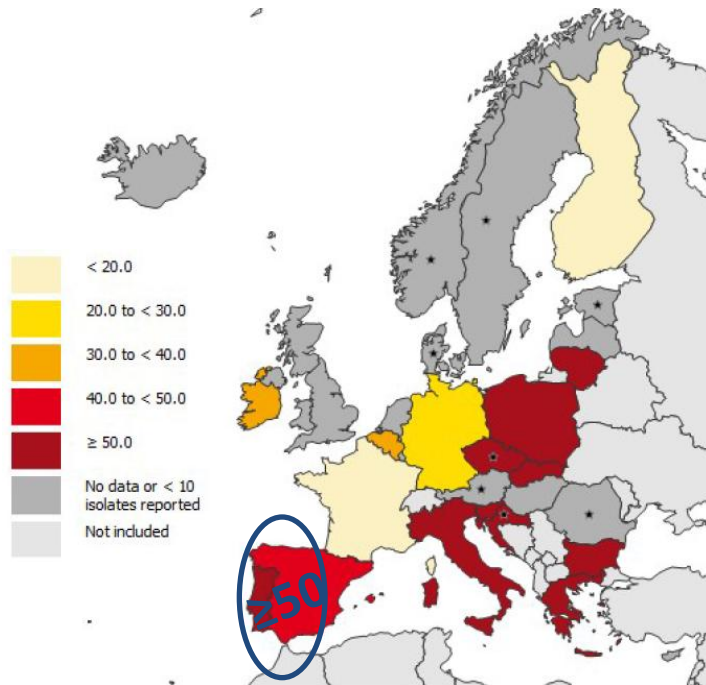 < 20.0
20.0 to < 30.0
30.0 to < 40.0
40.0 to < 50.0
≥ 50.0
No data or < 10
isolates reported
Not included
≥50